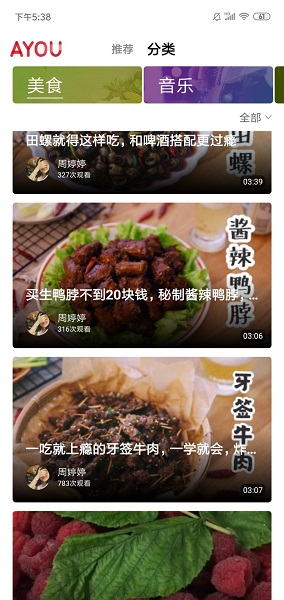 下午5:38
61
AYOU
推荐 分类
美食 音乐
全部
田螺就得这样吃，和啤酒搭配更过瘾
田螺
周婷婷
327次观看
03:39
酱辣鸭脖
买生鸭脖不到20块钱，秘制酱辣鸭脖，...
周婷婷
316次观看
03:06
牙签牛肉
一吃就上瘾的牙签牛肉，一学就会，炸...
周婷婷
783次观看
03:07